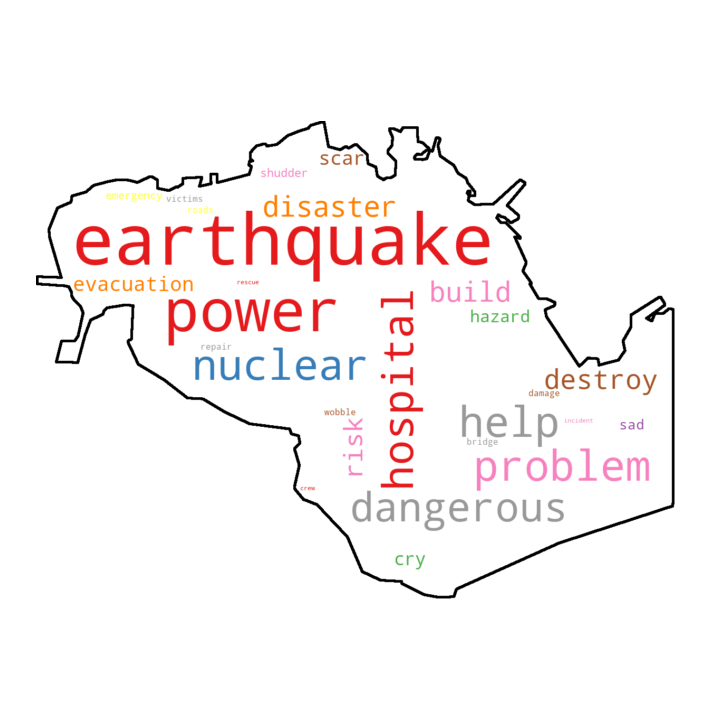 scar
shudder
emergency
victims
roads
disaster
earthquake
evacuation
rescue
build
power
hazard
hospital
repair
nuclear
destroy
damage
wobble
help
incident
sad
risk
bridge
problem
crew
dangerous
cry